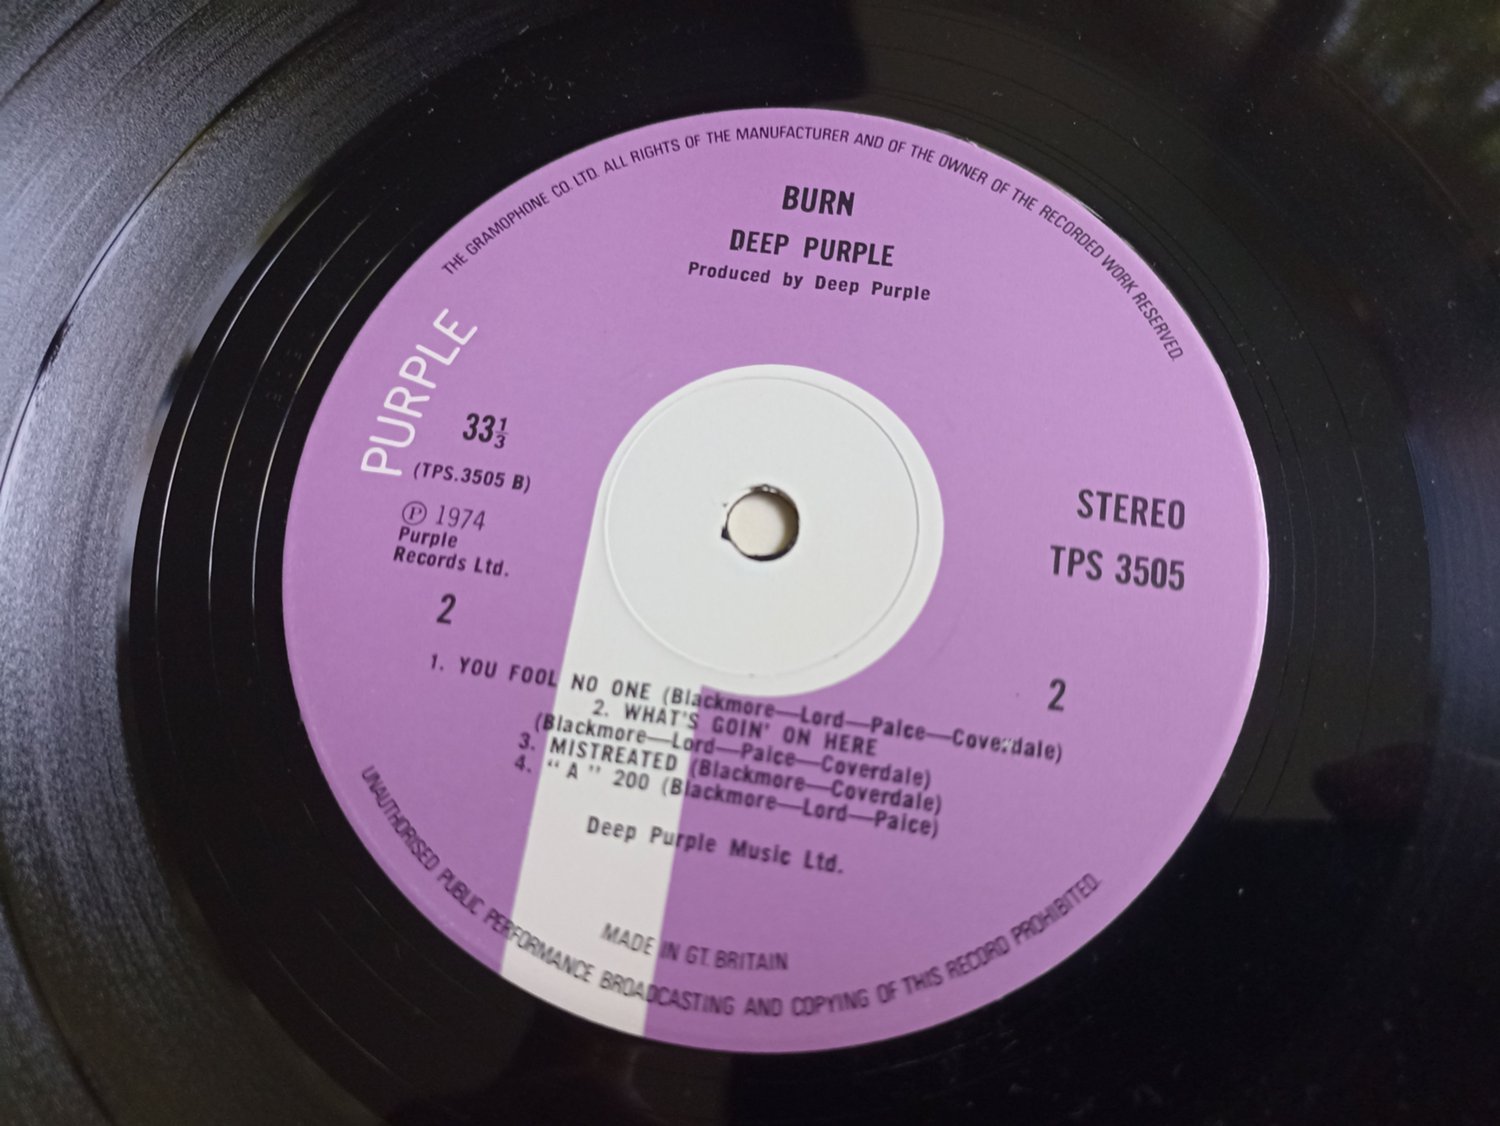 THE GRAMOPHONE CO. LTD. ALL RIGHTS OF THE MANUFACTURER AND OF THE OWNER OF THE RECORDED WORK RESERVED.
BURN
DEEP PURPLE
Produced by Deep Purple
PURPLE
33⅓
(TPS.3505 B)
℗ 1974
Purple
Records Ltd.
2
STEREO
TPS 3505
2
1. YOU FOOL NO ONE (Blackmore—Lord—Paice—Coverdale)
2. WHAT'S GOIN' ON HERE
(Blackmore—Lord—Paice—Coverdale)
3. MISTREATED (Blackmore—Coverdale)
4. “ A ” 200 (Blackmore—Lord—Paice)
Deep Purple Music Ltd.
MADE IN GT. BRITAIN
UNAUTHORISED PUBLIC PERFORMANCE BROADCASTING AND COPYING OF THIS RECORD PROHIBITED.